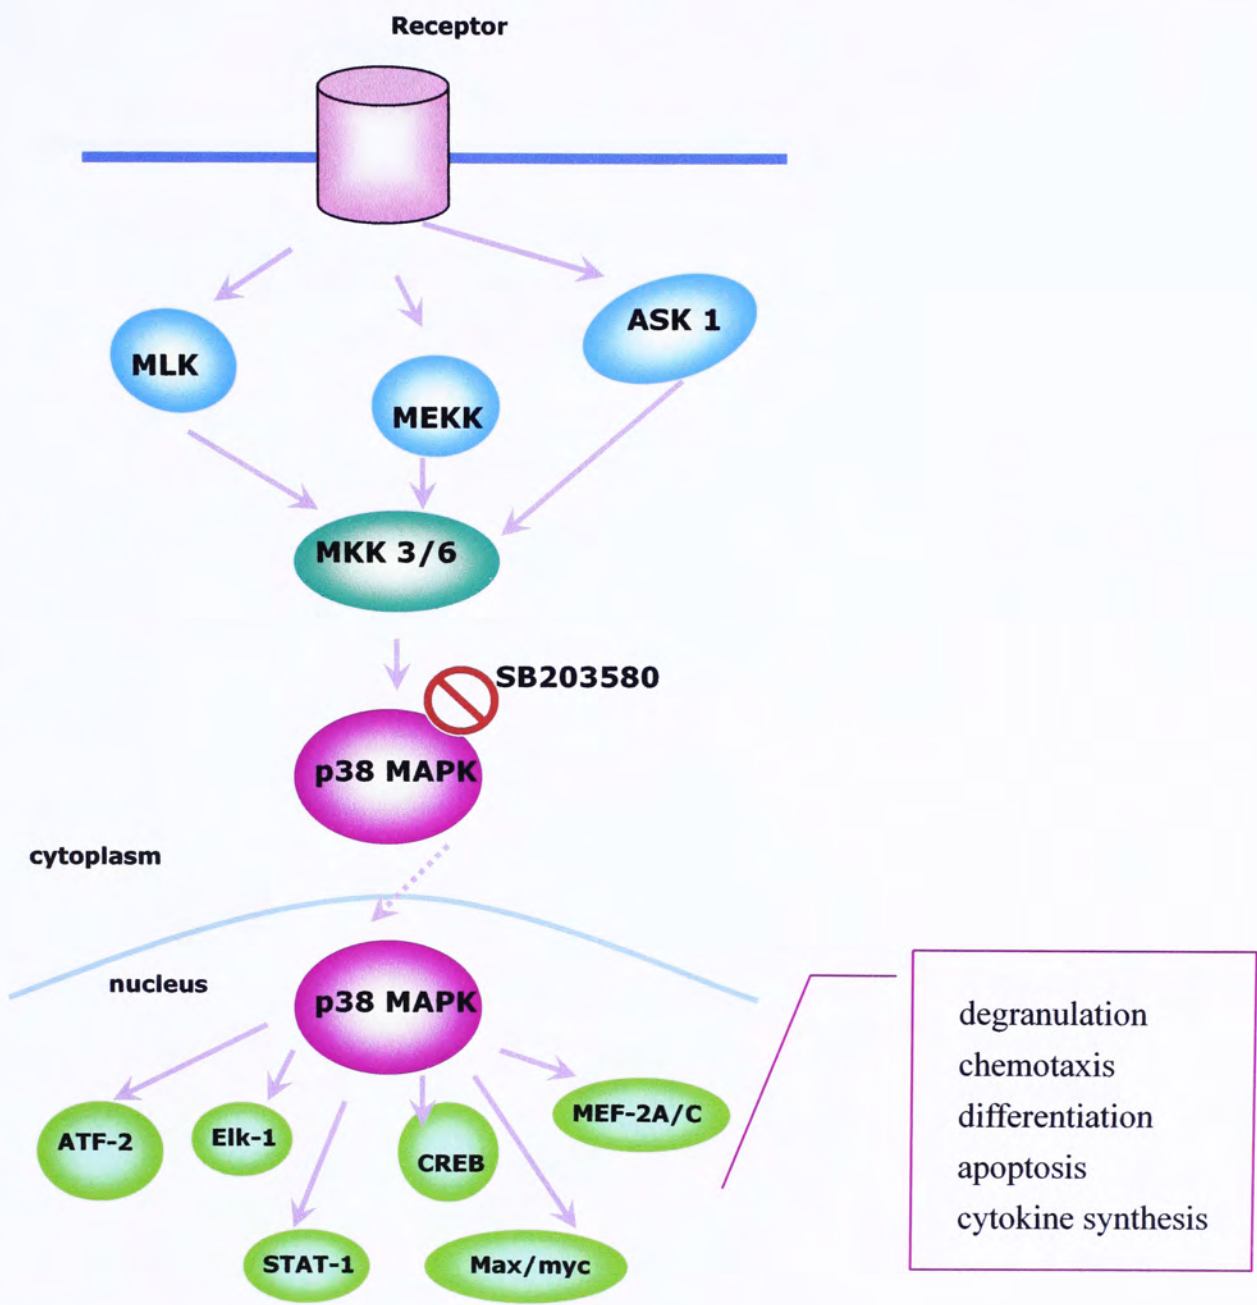 Receptor
ASK 1
MLK
MEKK
MKK 3/6
SB203580
p38 MAPK
cytoplasm
nucleus
p38 MAPK
ATF-2
Elk-1
CREB
MEF-2A/C
STAT-1
Max/myc
degranulation
chemotaxis
differentiation
apoptosis
cytokine synthesis